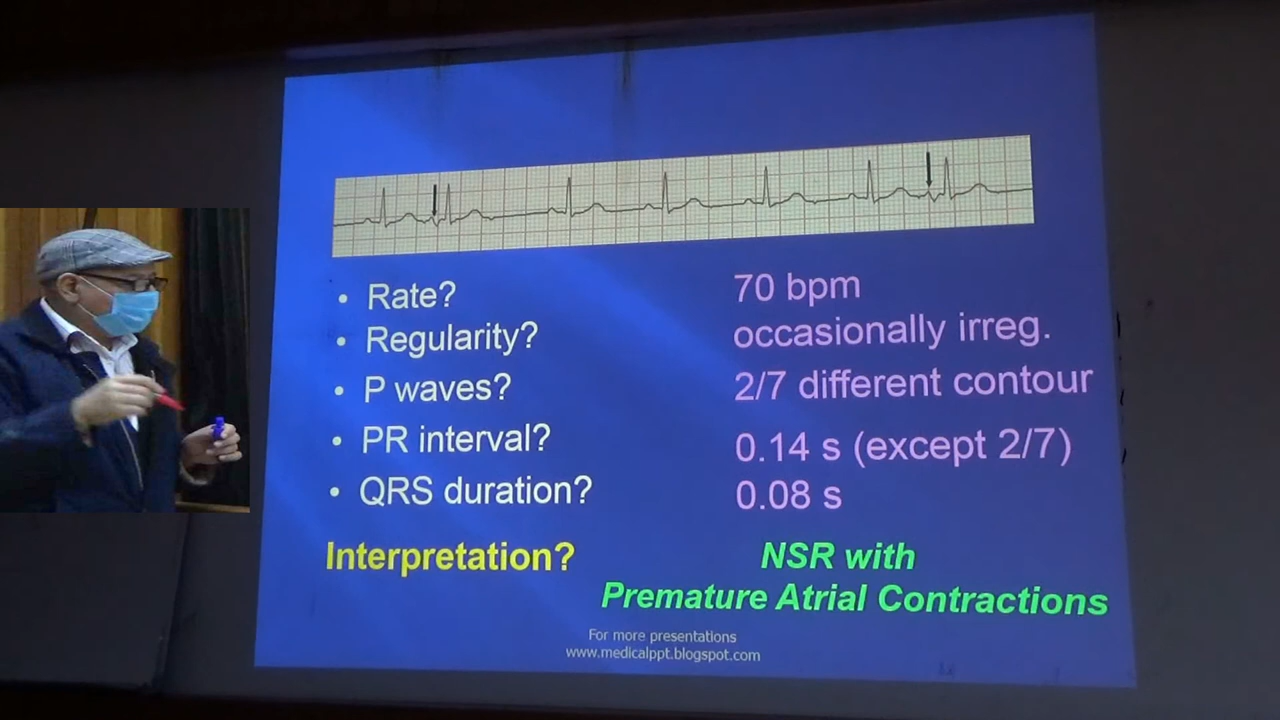 • Rate?
70 bpm
• Regularity?
occasionally irreg.
• P waves?
2/7 different contour
• PR interval?
0.14 s (except 2/7)
• QRS duration?
0.08 s
Interpretation?
NSR with
Premature Atrial Contractions
For more presentations
www.medicalppt.blogspot.com